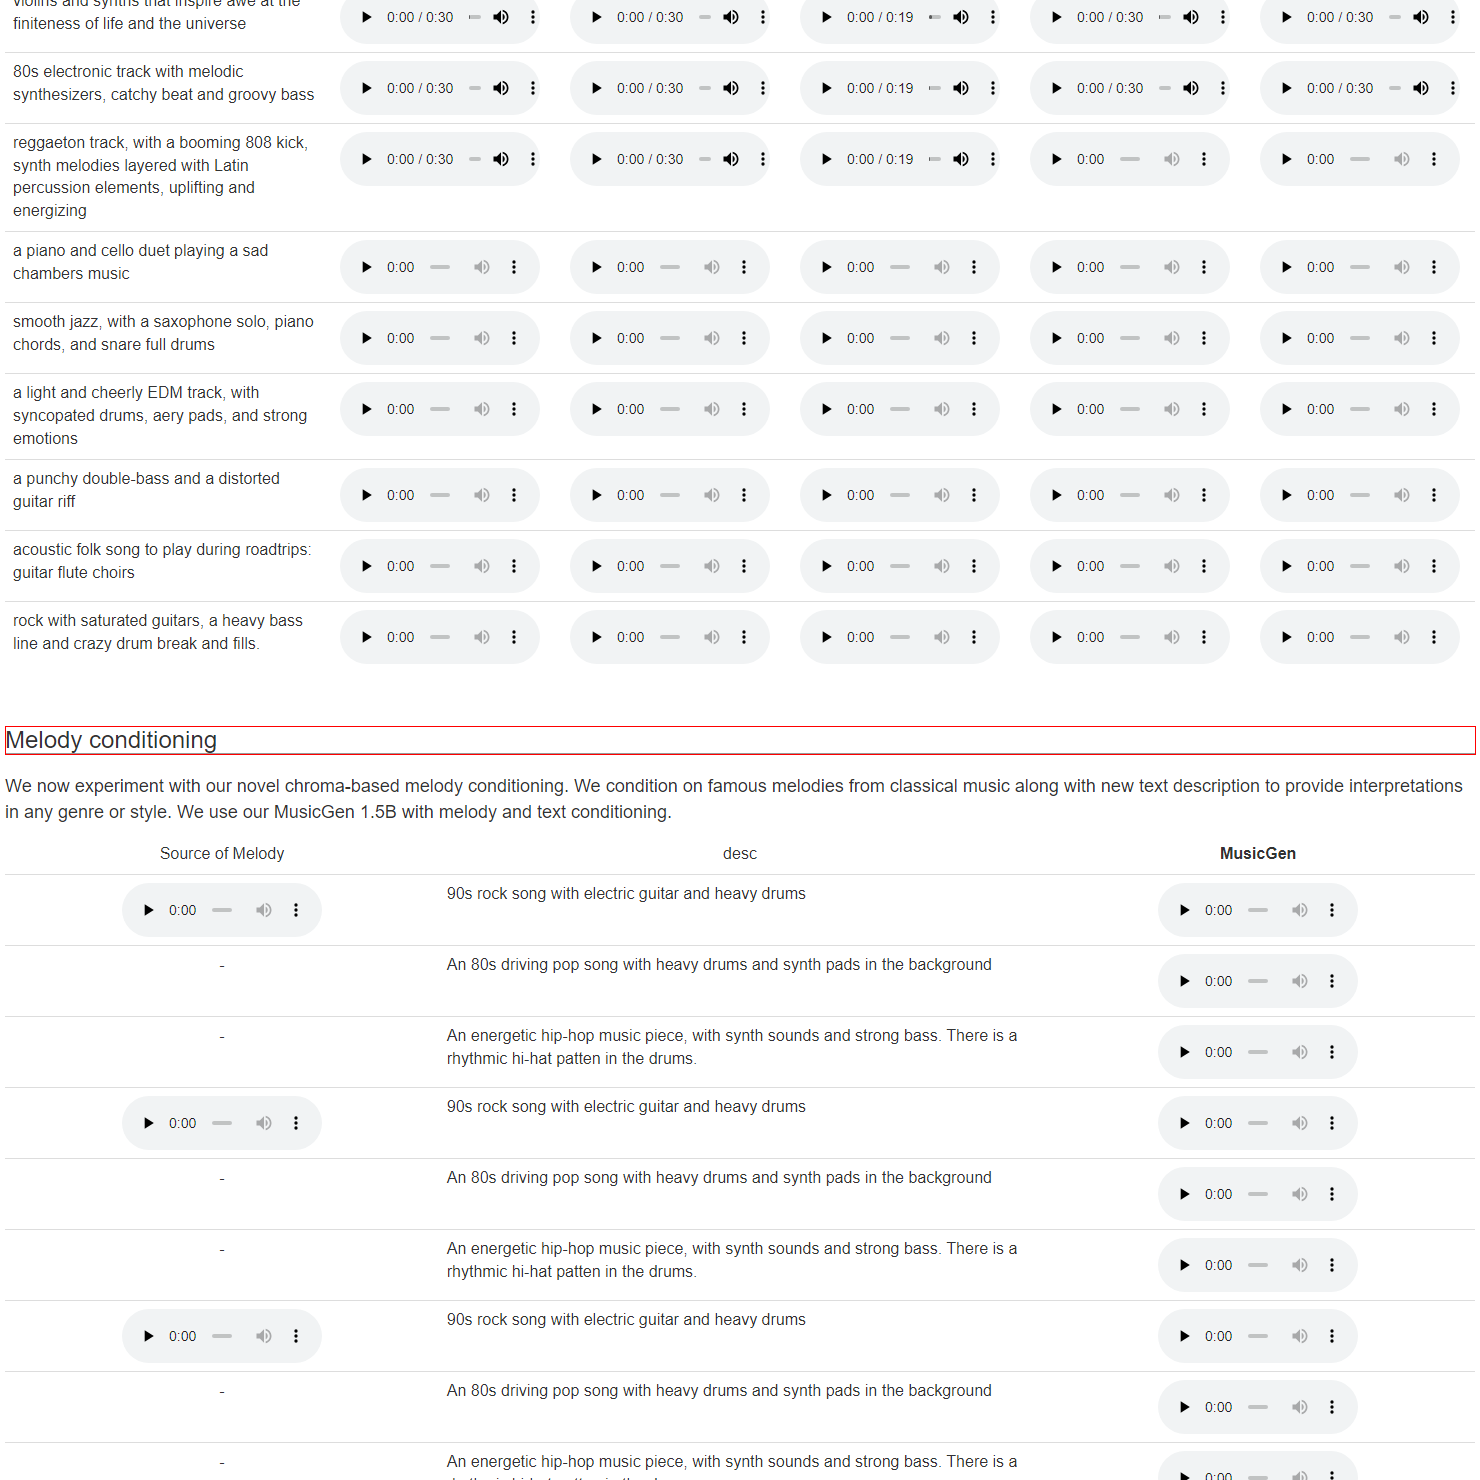 violins and synths that inspire awe at the
finiteness of life and the universe
0:00 / 0:30 0:00 / 0:30 0:00 / 0:19 0:00 / 0:30 0:00 / 0:30
80s electronic track with melodic
synthesizers, catchy beat and groovy bass
0:00 / 0:30 0:00 / 0:30 0:00 / 0:19 0:00 / 0:30 0:00 / 0:30
reggaeton track, with a booming 808 kick,
synth melodies layered with Latin
percussion elements, uplifting and
energizing
0:00 / 0:30 0:00 / 0:30 0:00 / 0:19 0:00 0:00
a piano and cello duet playing a sad
chambers music
0:00 0:00 0:00 0:00 0:00
smooth jazz, with a saxophone solo, piano
chords, and snare full drums
0:00 0:00 0:00 0:00 0:00
a light and cheerly EDM track, with
syncopated drums, aery pads, and strong
emotions
0:00 0:00 0:00 0:00 0:00
a punchy double-bass and a distorted
guitar riff
0:00 0:00 0:00 0:00 0:00
acoustic folk song to play during roadtrips:
guitar flute choirs
0:00 0:00 0:00 0:00 0:00
rock with saturated guitars, a heavy bass
line and crazy drum break and fills.
0:00 0:00 0:00 0:00 0:00
Melody conditioning
We now experiment with our novel chroma-based melody conditioning. We condition on famous melodies from classical music along with new text description to provide interpretations
in any genre or style. We use our MusicGen 1.5B with melody and text conditioning.
Source of Melody desc MusicGen
0:00 90s rock song with electric guitar and heavy drums 0:00
- An 80s driving pop song with heavy drums and synth pads in the background 0:00
- An energetic hip-hop music piece, with synth sounds and strong bass. There is a
rhythmic hi-hat patten in the drums. 0:00
0:00 90s rock song with electric guitar and heavy drums 0:00
- An 80s driving pop song with heavy drums and synth pads in the background 0:00
- An energetic hip-hop music piece, with synth sounds and strong bass. There is a
rhythmic hi-hat patten in the drums. 0:00
0:00 90s rock song with electric guitar and heavy drums 0:00
- An 80s driving pop song with heavy drums and synth pads in the background 0:00
- An energetic hip-hop music piece, with synth sounds and strong bass. There is a
0:00